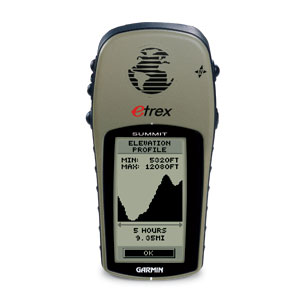 etrex
SUMMIT
ELEVATION
PROFILE
MIN: 5020FT
MAX: 12080FT
5 HOURS
9.05MI
OK
GARMIN